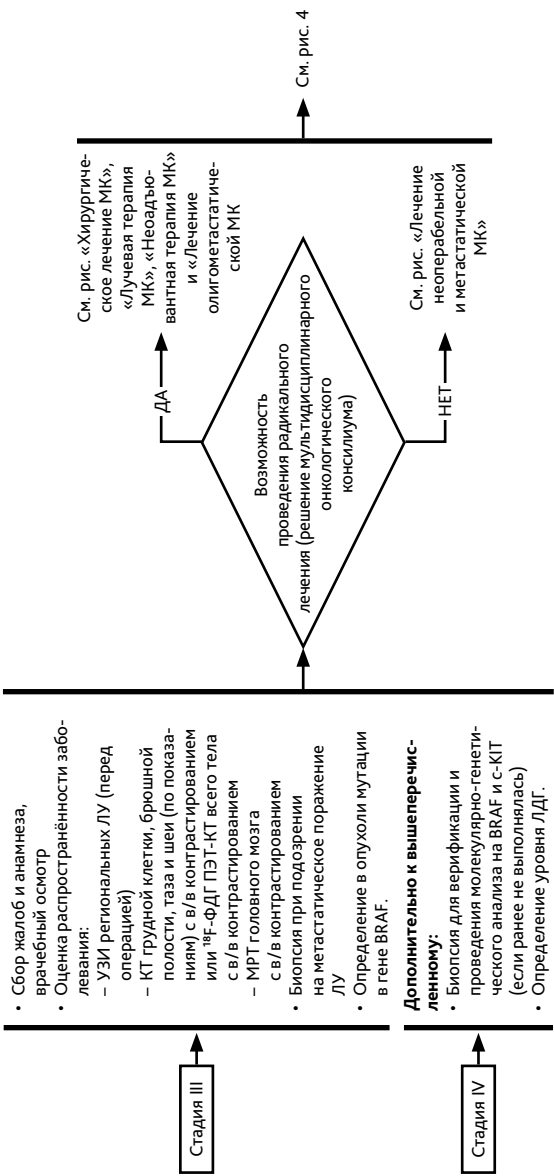 Стадия III
• Сбор жалоб и анамнеза,
врачебный осмотр
• Оценка распространённости забо-
левания:
– УЗИ региональных ЛУ (перед
операцией)
– КТ грудной клетки, брюшной
полости, таза и шеи (по показа-
ниям) с в/в контрастированием
или ¹⁸F-ФДГ ПЭТ-КТ всего тела
с в/в контрастированием
– МРТ головного мозга
с в/в контрастированием
• Биопсия при подозрении
на метастатическое поражение
ЛУ
• Определение в опухоли мутации
в гене BRAF.
Стадия IV
Дополнительно к вышеперечис-
ленному:
• Биопсия для верификации и
проведения молекулярно-генети-
ческого анализа на BRAF и c-KIT
(если ранее не выполнялась)
• Определение уровня ЛДГ.
Возможность
проведения радикального
лечения (решение мультидисциплинарного
онкологического
консилиума)
ДА
См. рис. «Хирургиче-
ское лечение МК»,
«Лучевая терапия
МК», «Неоадъю-
вантная терапия МК»
и «Лечение
олигометастатиче-
ской МК
НЕТ
См. рис. «Лечение
неоперабельной
и метастатической
МК»
См. рис. 4